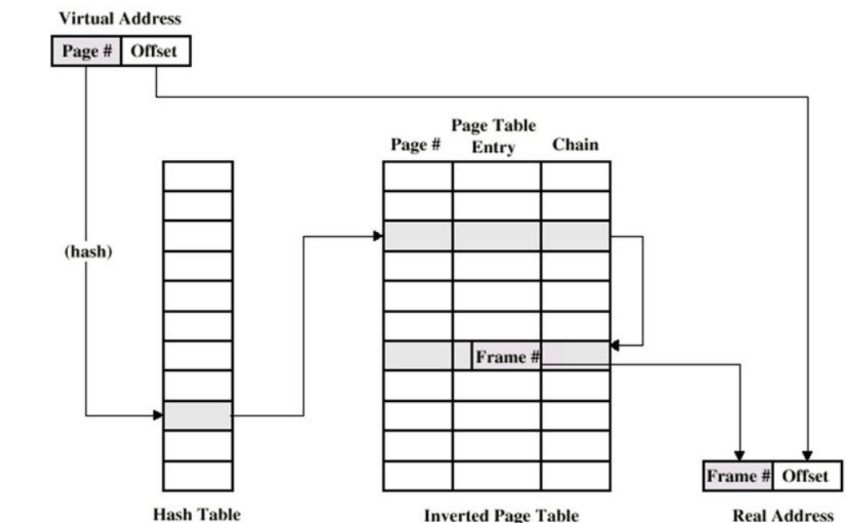 Virtual Address
Page # Offset
Page Table
Page # Entry Chain
(hash)
Frame #
Frame # Offset
Hash Table Inverted Page Table Real Address